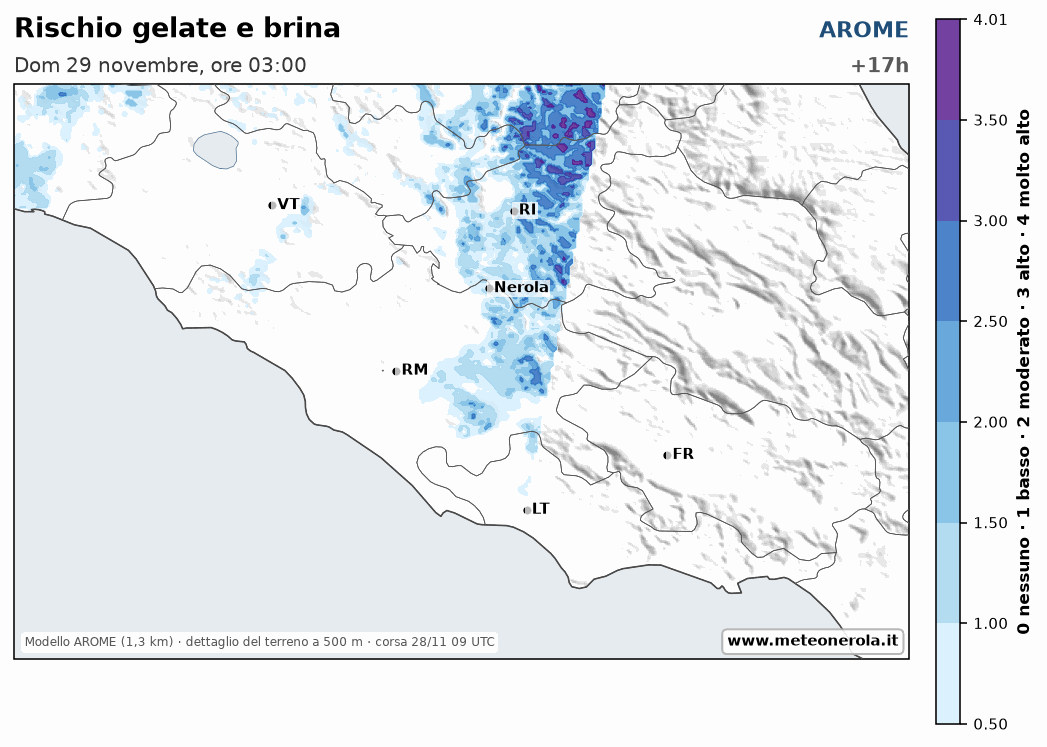 Rischio gelate e brina
AROME
Dom 29 novembre, ore 03:00
+17h
4.01
3.50
3.00
2.50
2.00
1.50
1.00
0.50
0 nessuno · 1 basso · 2 moderato · 3 alto · 4 molto alto
VT
RI
Nerola
RM
FR
LT
Modello AROME (1,3 km) · dettaglio del terreno a 500 m · corsa 28/11 09 UTC
www.meteonerola.it